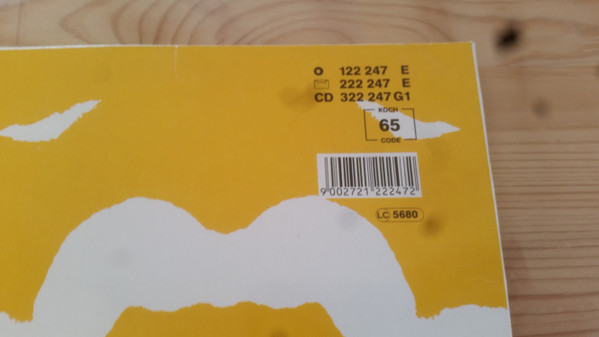 122 247 E
222 247 E
CD 322 247 G1
KOCH
65
CODE
9 002721 222472
LC 5680